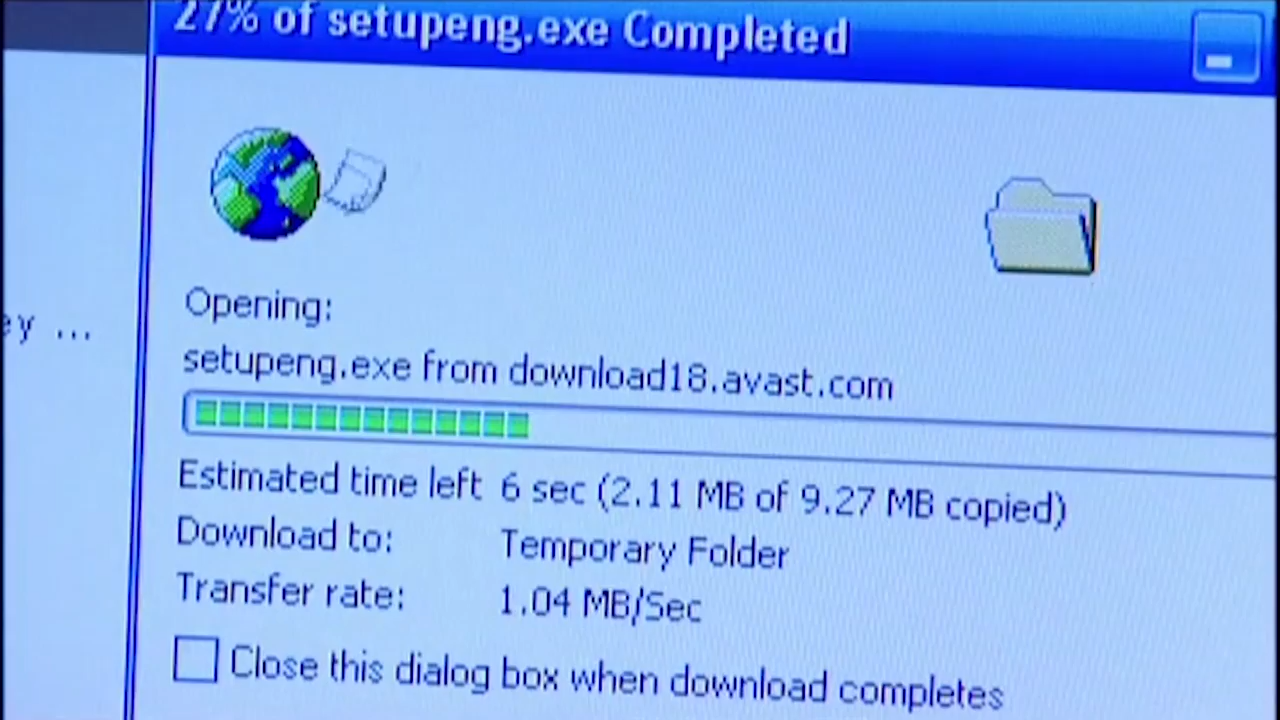 27% of setupeng.exe Completed
ey ...
Opening:
setupeng.exe from download18.avast.com
Estimated time left 6 sec (2.11 MB of 9.27 MB copied)
Download to: Temporary Folder
Transfer rate: 1.04 MB/Sec
Close this dialog box when download completes